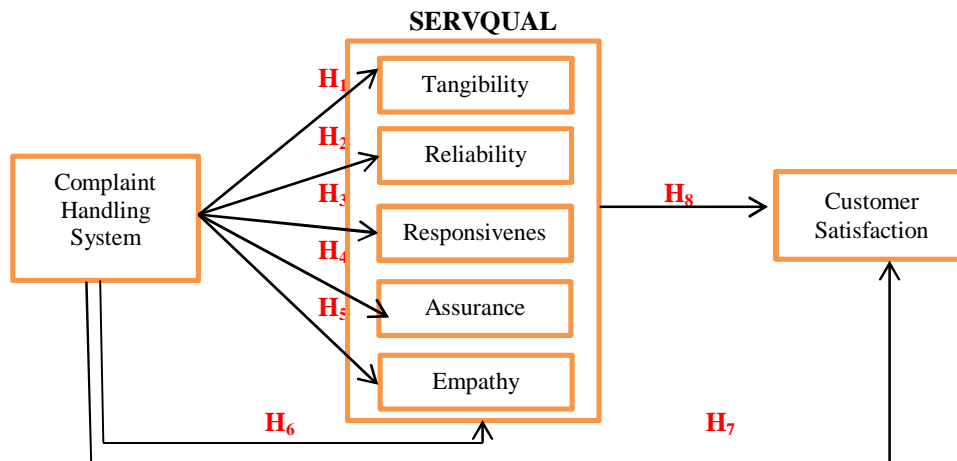 SERVQUAL
H₁
Tangibility
H₂
Reliability
Complaint
Handling
System
H₃
Responsivenes
H₄
H₅
Assurance
Empathy
H₆
H₈
Customer
Satisfaction
H₇